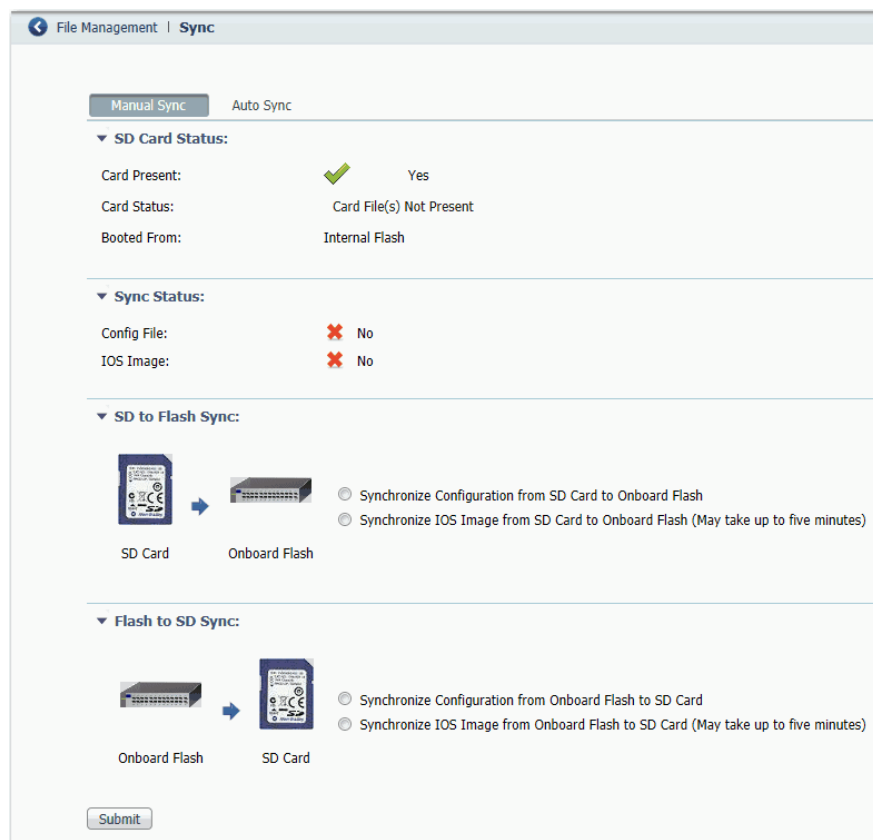 File Management | Sync
Manual Sync Auto Sync
SD Card Status:
Card Present: Yes
Card Status: Card File(s) Not Present
Booted From: Internal Flash
Sync Status:
Config File: No
IOS Image: No
SD to Flash Sync:
Synchronize Configuration from SD Card to Onboard Flash
Synchronize IOS Image from SD Card to Onboard Flash (May take up to five minutes)
SD Card Onboard Flash
Flash to SD Sync:
Synchronize Configuration from Onboard Flash to SD Card
Synchronize IOS Image from Onboard Flash to SD Card (May take up to five minutes)
Onboard Flash SD Card
Submit